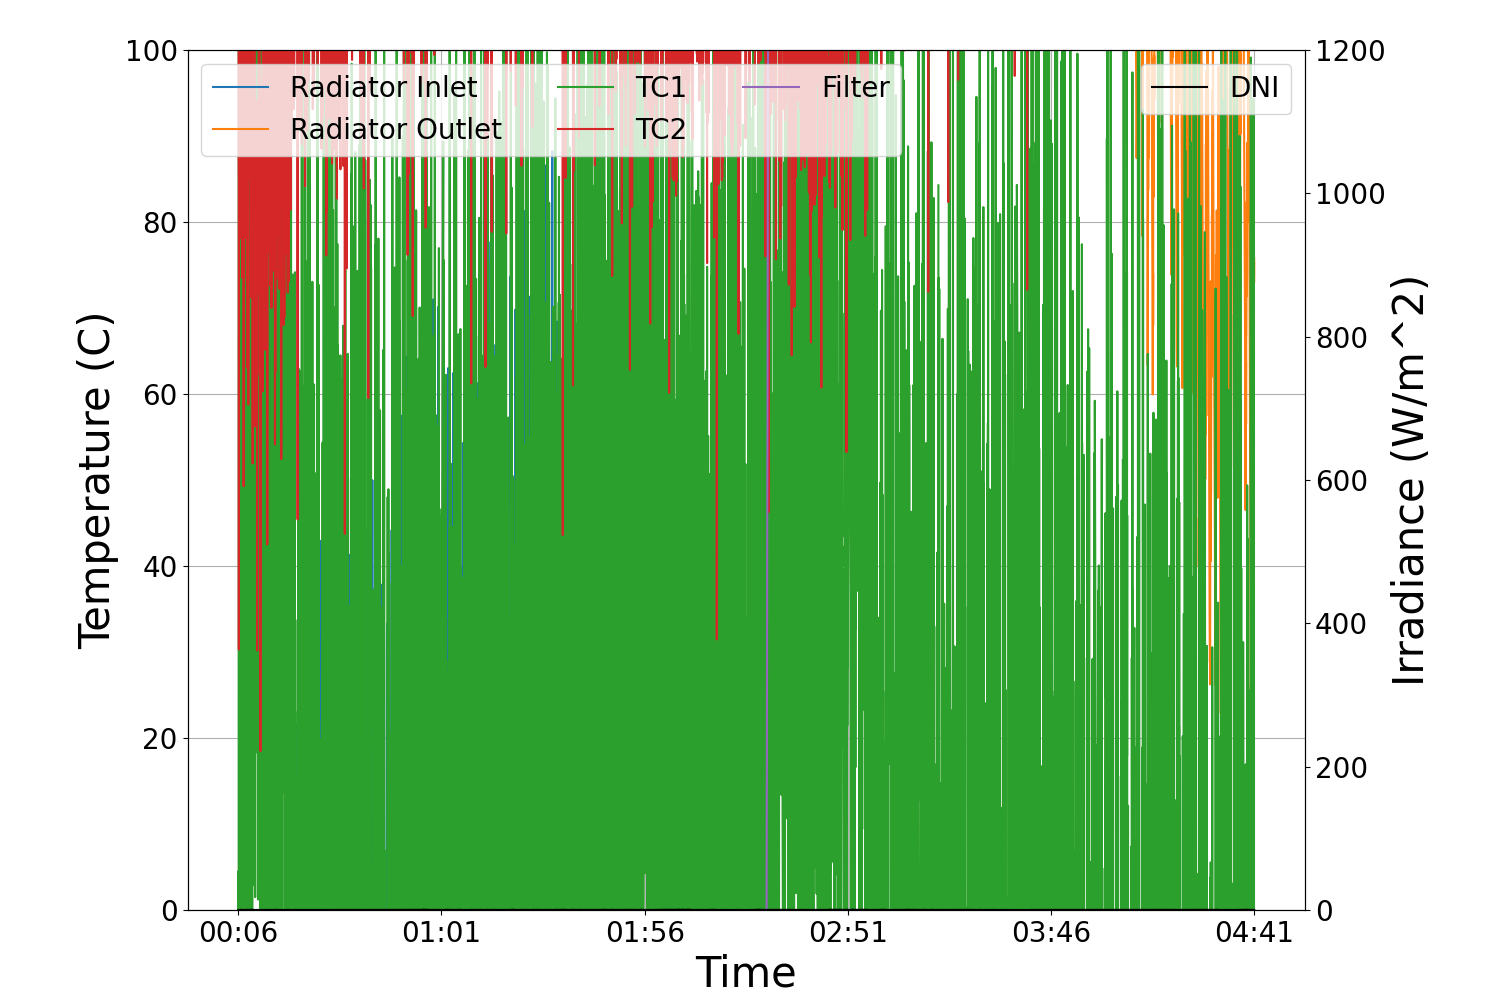 Radiator Inlet
Radiator Outlet
TC1
TC2
Filter
DNI
Temperature (C)
100
80
60
40
20
0
1200
1000
800
600
400
200
0
Irradiance (W/m^2)
00:06
01:01
01:56
02:51
03:46
04:41
Time